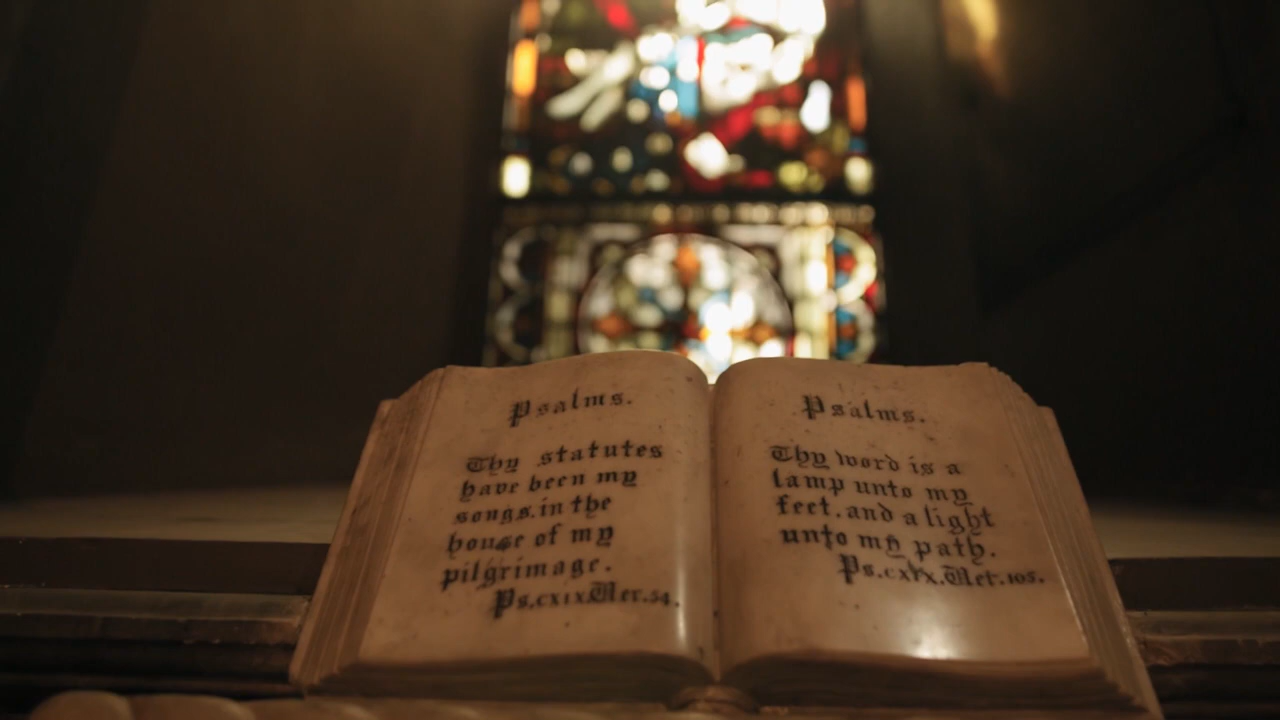 Psalms.
Thy statutes
have been my
songs.in the
house of my
pilgrimage.
Ps.cxix.Ver.54.
Psalms.
Thy word is a
lamp unto my
feet.and a light
unto my path.
Ps.cxix.Ver.105.